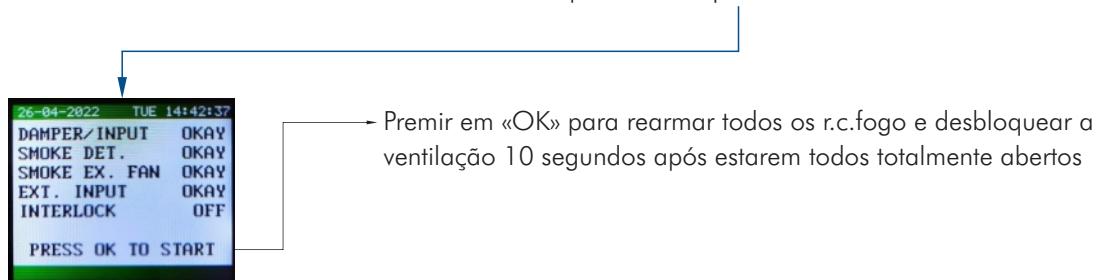 26-04-2022 TUE 14:42:37
DAMPER/INPUT OKAY
SMOKE DET. OKAY
SMOKE EX. FAN OKAY
EXT. INPUT OKAY
INTERLOCK OFF
PRESS OK TO START
Premir em «OK» para rearmar todos os r.c.fogo e desbloquear a
ventilação 10 segundos após estarem todos totalmente abertos